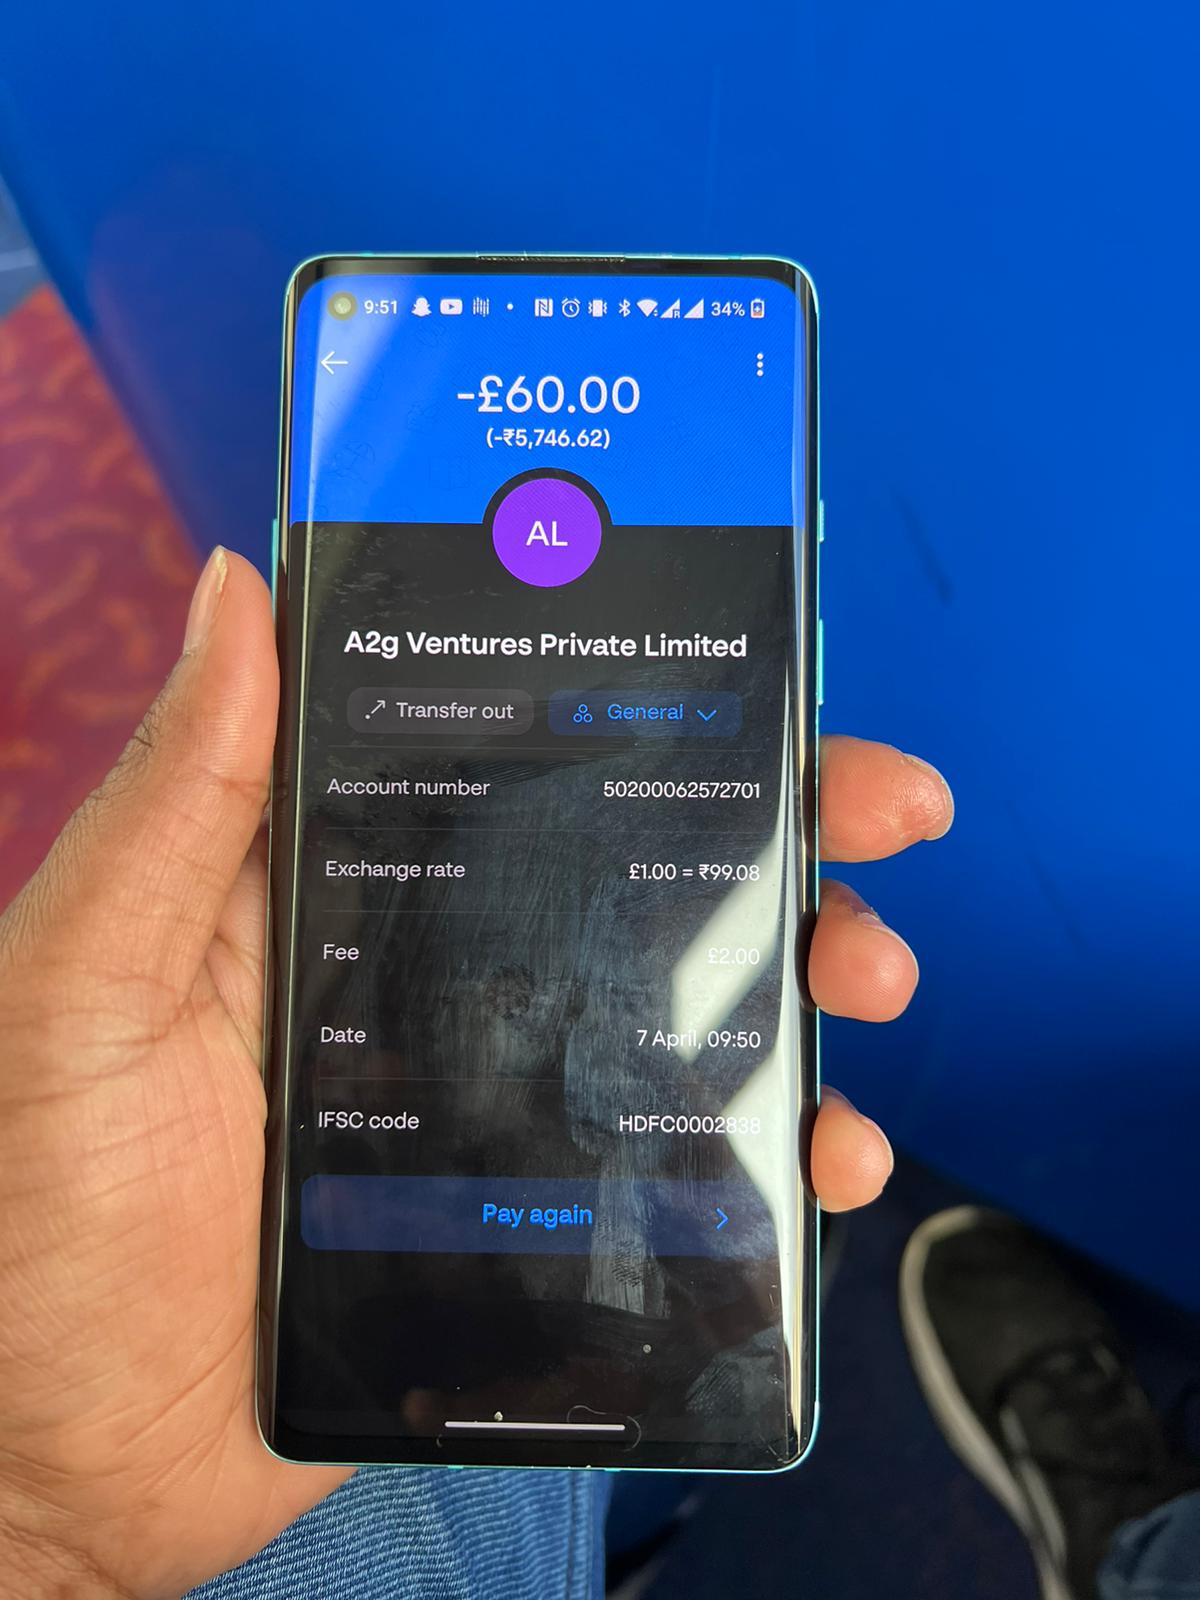 9:51 34%
-£60.00
(-₹5,746.62)
AL
A2g Ventures Private Limited
Transfer out General
Account number 50200062572701
Exchange rate £1.00 = ₹99.08
Fee £2.00
Date 7 April, 09:50
IFSC code HDFC0002838
Pay again